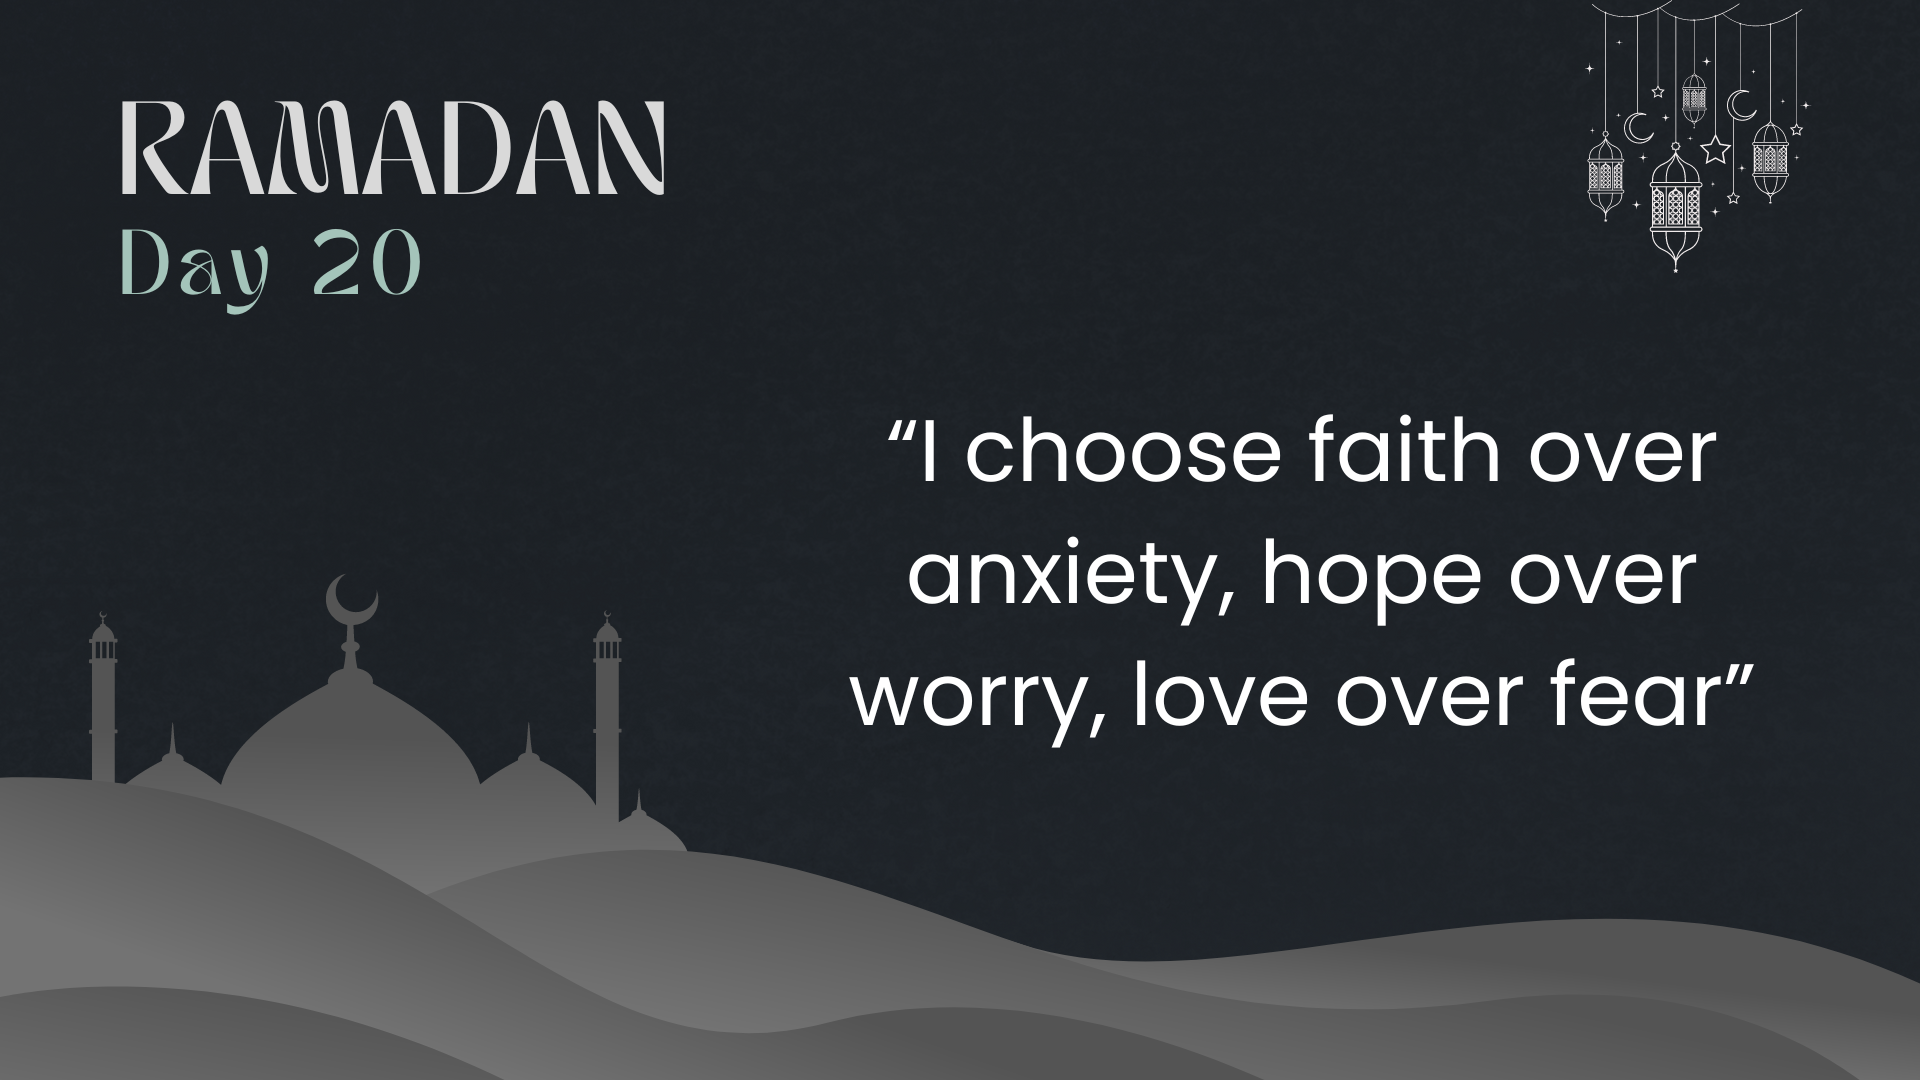 RAMADAN
Day 20
“I choose faith over
anxiety, hope over
worry, love over fear”